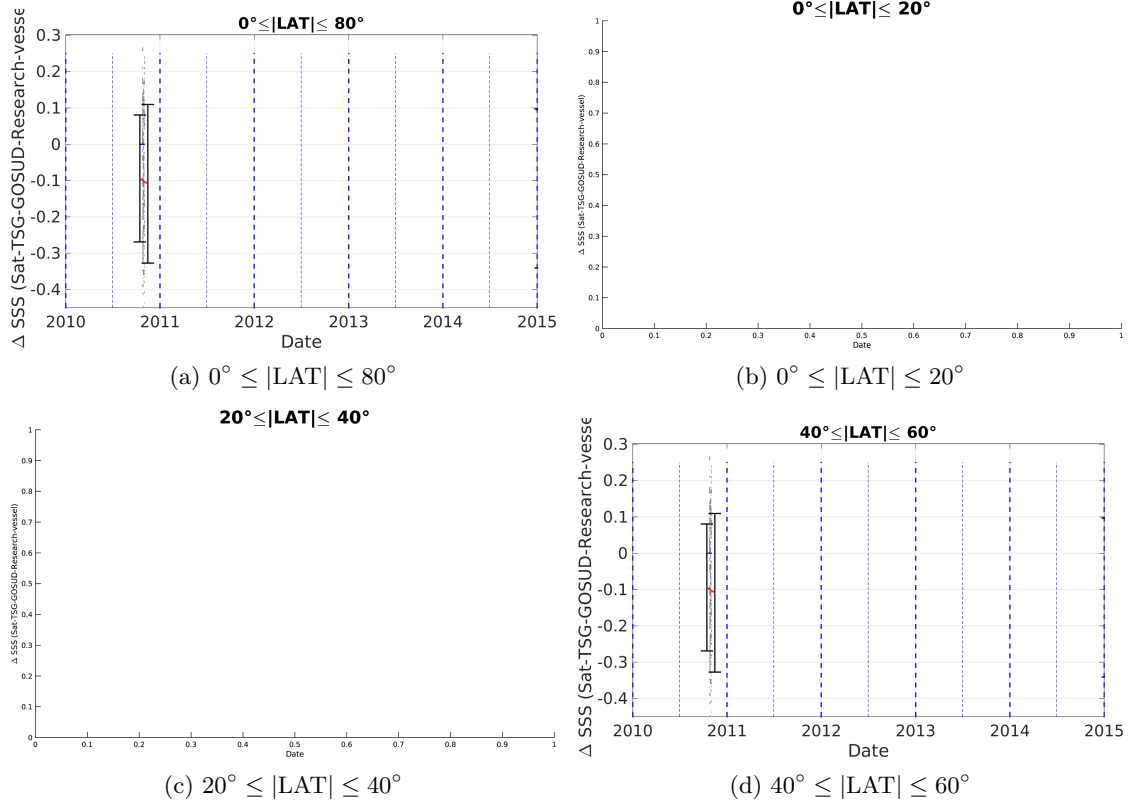 0°≤|LAT|≤ 80°
Δ SSS (Sat-TSG-GOSUD-Research-vesse
0.3
0.2
0.1
0
-0.1
-0.2
-0.3
-0.4
2010 2011 2012 2013 2014 2015
Date
(a) 0° ≤ |LAT| ≤ 80°
0°≤|LAT|≤ 20°
Δ SSS (Sat-TSG-GOSUD-Research-vessel)
1
0.9
0.8
0.7
0.6
0.5
0.4
0.3
0.2
0.1
0
0 0.1 0.2 0.3 0.4 0.5 0.6 0.7 0.8 0.9 1
Date
(b) 0° ≤ |LAT| ≤ 20°
20°≤|LAT|≤ 40°
Δ SSS (Sat-TSG-GOSUD-Research-vessel)
1
0.9
0.8
0.7
0.6
0.5
0.4
0.3
0.2
0.1
0
0 0.1 0.2 0.3 0.4 0.5 0.6 0.7 0.8 0.9 1
Date
(c) 20° ≤ |LAT| ≤ 40°
40°≤|LAT|≤ 60°
Δ SSS (Sat-TSG-GOSUD-Research-vesse
0.3
0.2
0.1
0
-0.1
-0.2
-0.3
-0.4
2010 2011 2012 2013 2014 2015
Date
(d) 40° ≤ |LAT| ≤ 60°